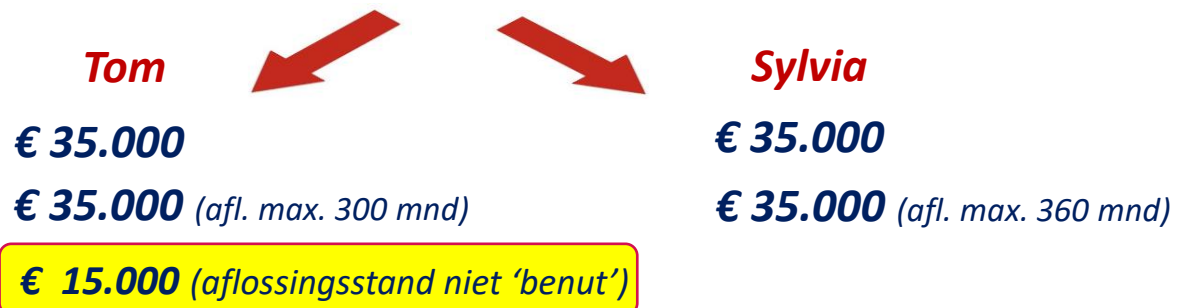 Tom
Sylvia
€ 35.000
€ 35.000
€ 35.000 (afl. max. 300 mnd)
€ 35.000 (afl. max. 360 mnd)
€ 15.000 (aflossingsstand niet ‘benut’)